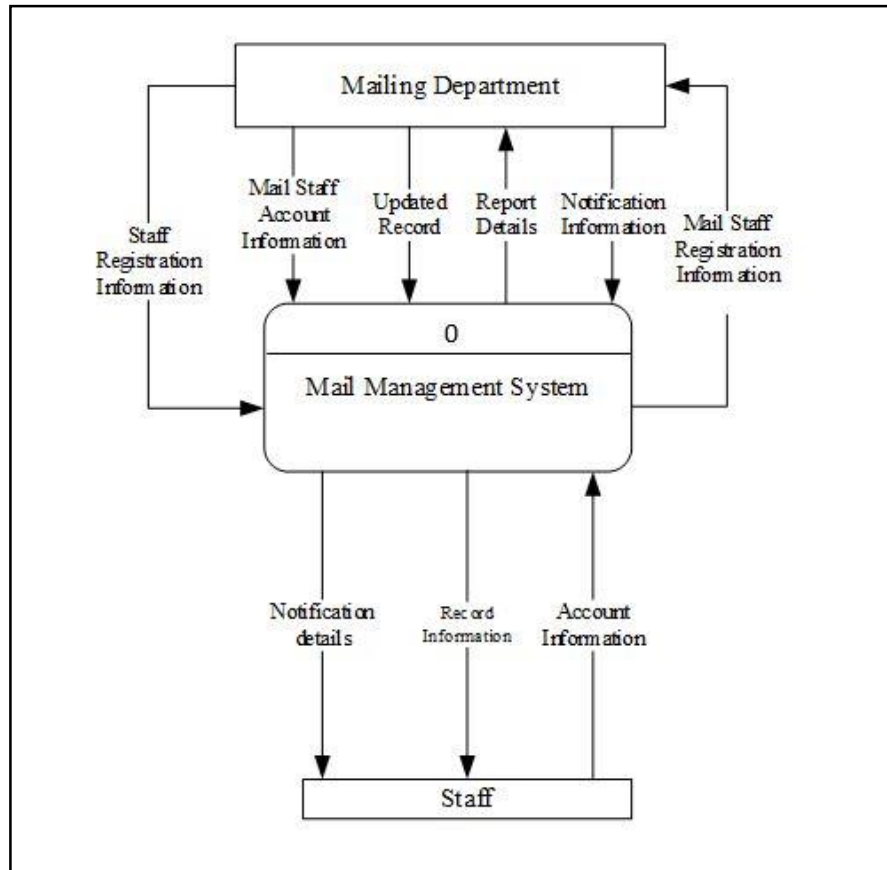 Mailing Department
Mail Staff
Account
Information
Updated
Record
Report
Details
Notification
Information
Staff
Registration
Information
Mail Staff
Registration
Information
0
Mail Management System
Notification
details
Record
Information
Account
Information
Staff